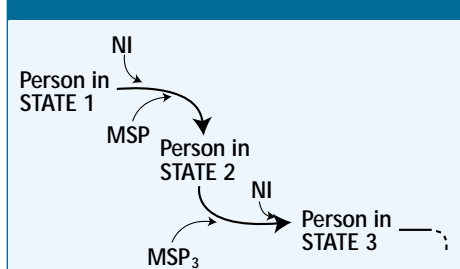 NI
Person in
STATE 1
MSP
Person in
STATE 2
NI
Person in
STATE 3
MSP₃